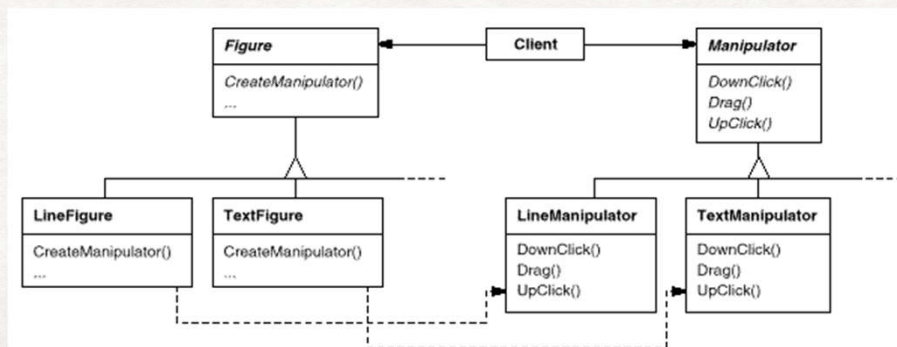 Figure
CreateManipulator()
...
Client
Manipulator
DownClick()
Drag()
UpClick()
LineFigure
CreateManipulator()
...
TextFigure
CreateManipulator()
...
LineManipulator
DownClick()
Drag()
UpClick()
TextManipulator
DownClick()
Drag()
UpClick()